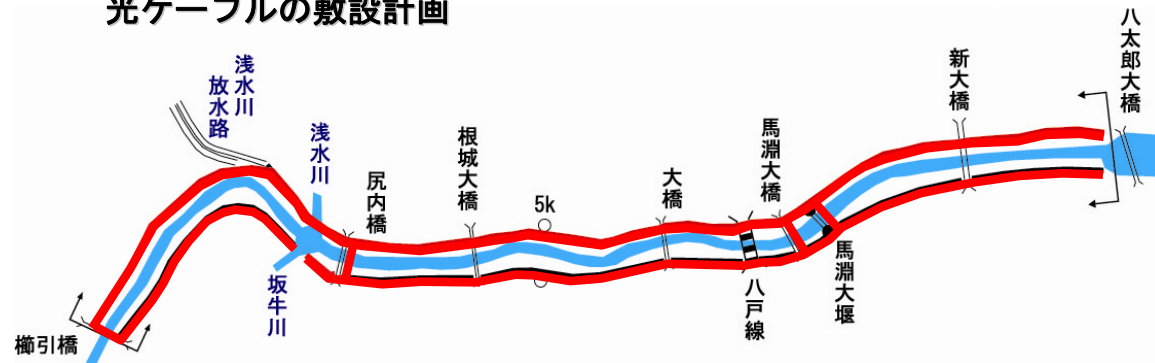 光ケーブルの敷設計画
八太郎大橋
新大橋
浅水川
放水路
浅水川
馬淵大橋
根城大橋
尻内橋
大橋
5k
馬淵大堰
八戸線
坂牛川
櫛引橋